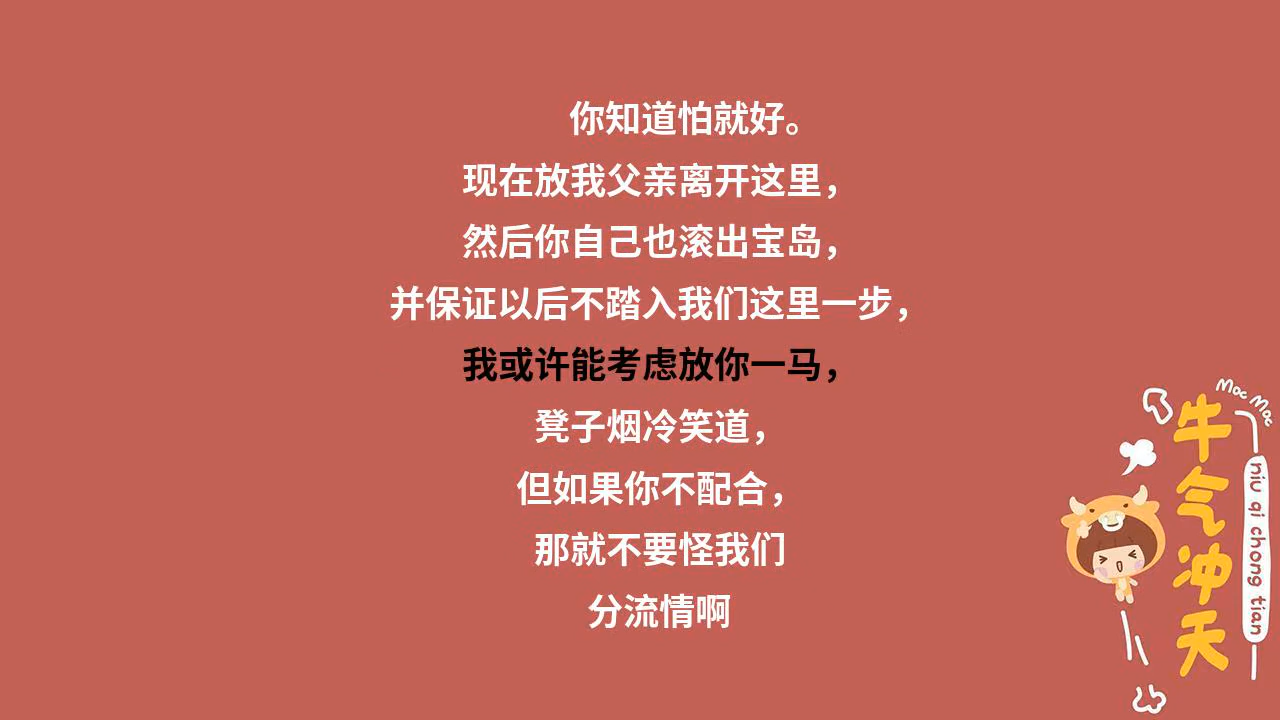 你知道怕就好。
现在放我父亲离开这里，
然后你自己也滚出宝岛，
并保证以后不踏入我们这里一步，
我或许能考虑放你一马，
凳子烟冷笑道，
但如果你不配合，
那就不要怪我们
分流情啊
Moc Moc
牛气冲天
niu qi chong tian